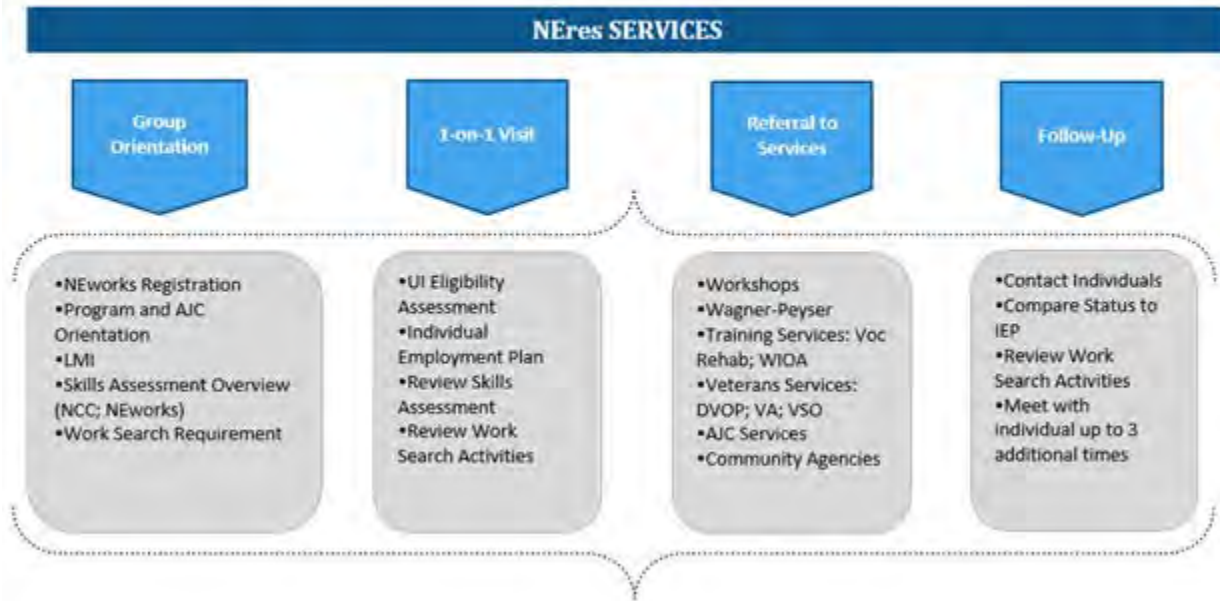 NEres SERVICES
Group
Orientation
1-on-1 Visit
Referral to
Services
Follow-Up
•NEworks Registration
•Program and AJC
Orientation
•LMI
•Skills Assessment Overview
(NCC; NEworks)
•Work Search Requirement
•UI Eligibility
Assessment
•Individual
Employment Plan
•Review Skills
Assessment
•Review Work
Search Activities
•Workshops
•Wagner-Peyser
•Training Services: Voc
Rehab; WIOA
•Veterans Services:
DVOP; VA; VSO
•AJC Services
•Community Agencies
•Contact Individuals
•Compare Status to
IEP
•Review Work
Search Activities
•Meet with
individual up to 3
additional times